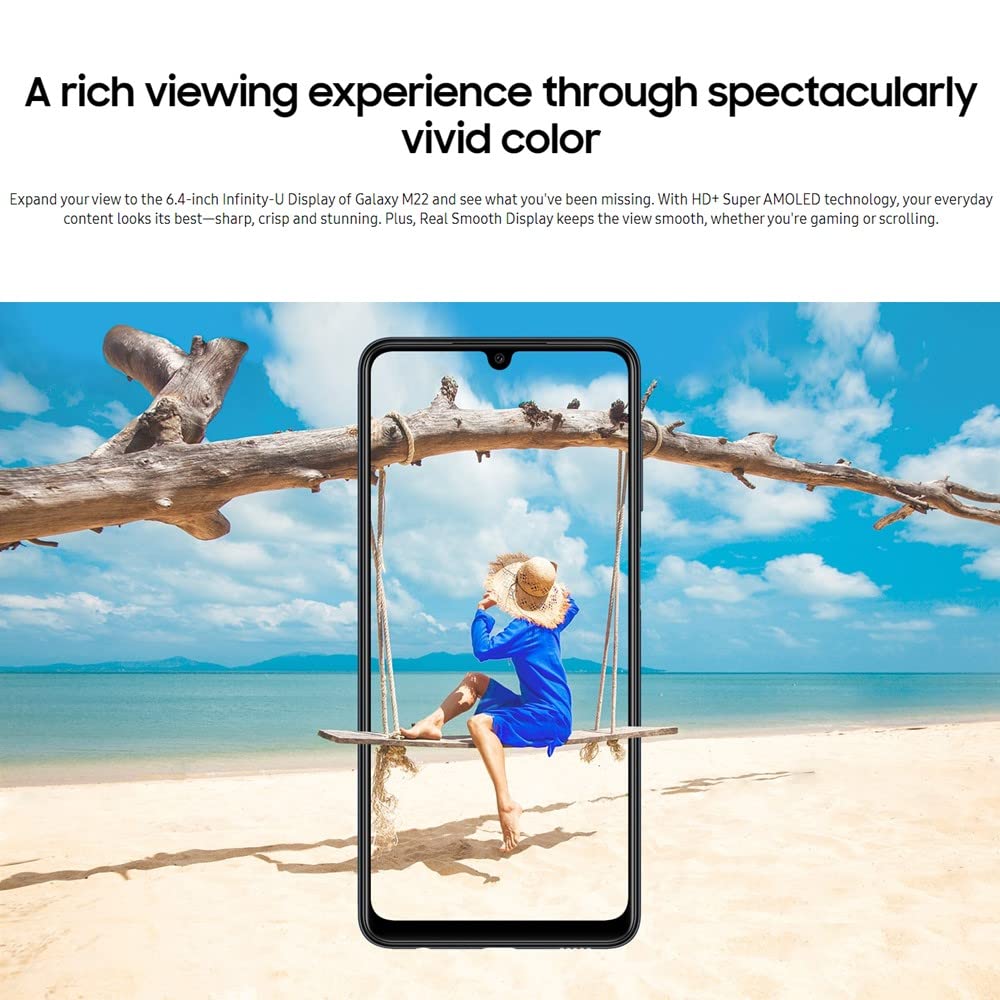 A rich viewing experience through spectacularly
vivid color
Expand your view to the 6.4-inch Infinity-U Display of Galaxy M22 and see what you've been missing. With HD+ Super AMOLED technology, your everyday
content looks its best—sharp, crisp and stunning. Plus, Real Smooth Display keeps the view smooth, whether you're gaming or scrolling.